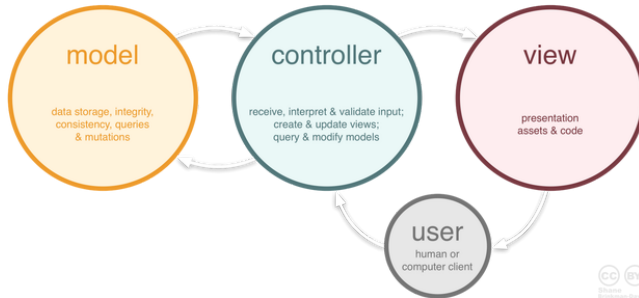 model
data storage, integrity,
consistency, queries
& mutations
controller
receive, interpret & validate input;
create & update views;
query & modify models
view
presentation
assets & code
user
human or
computer client
cc